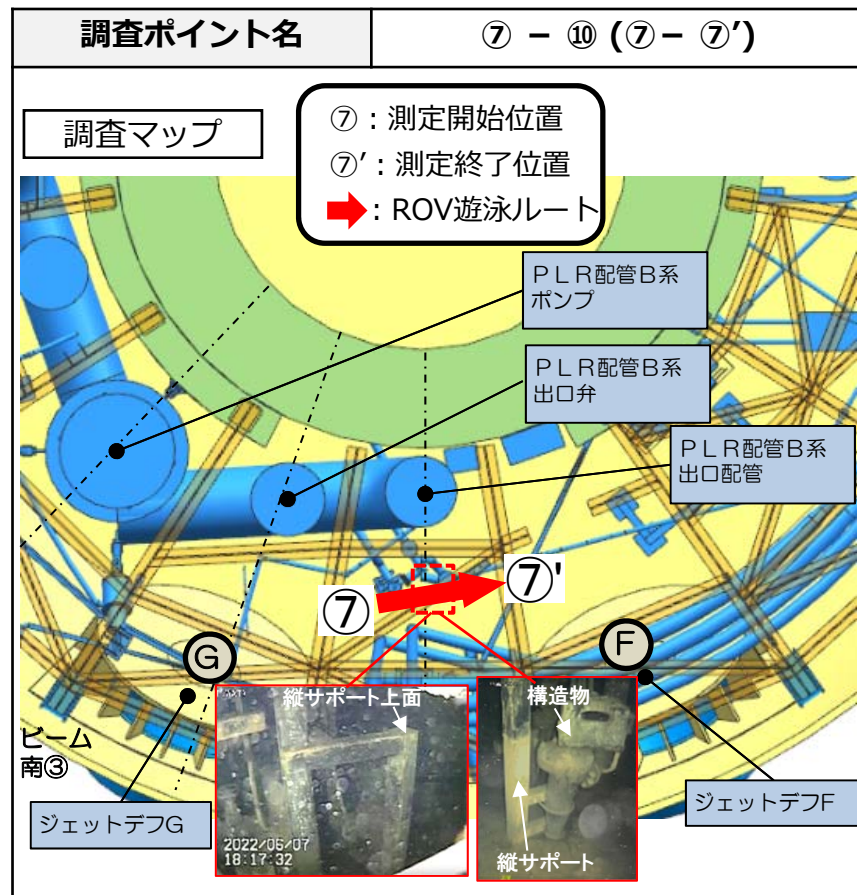 調査ポイント名
⑦ － ⑩ (⑦－ ⑦’)
調査マップ
⑦：測定開始位置
⑦’：測定終了位置
：ROV遊泳ルート
ＰＬＲ配管Ｂ系
ポンプ
ＰＬＲ配管Ｂ系
出口弁
ＰＬＲ配管Ｂ系
出口配管
⑦
⑦'
G
F
縦サポート上面
構造物
ビーム
南③
ジェットデフG
2022/06/07
18:17:32
縦サポート
ジェットデフF